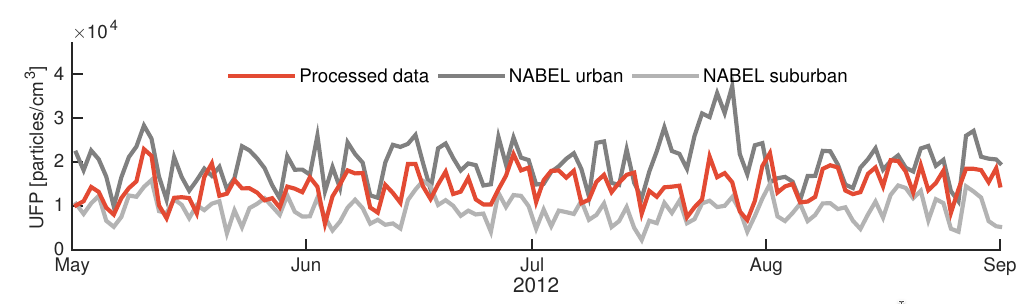 ×10⁴
UFP [particles/cm³]
4
3
2
1
0
Processed data NABEL urban NABEL suburban
May Jun Jul Aug Sep
2012